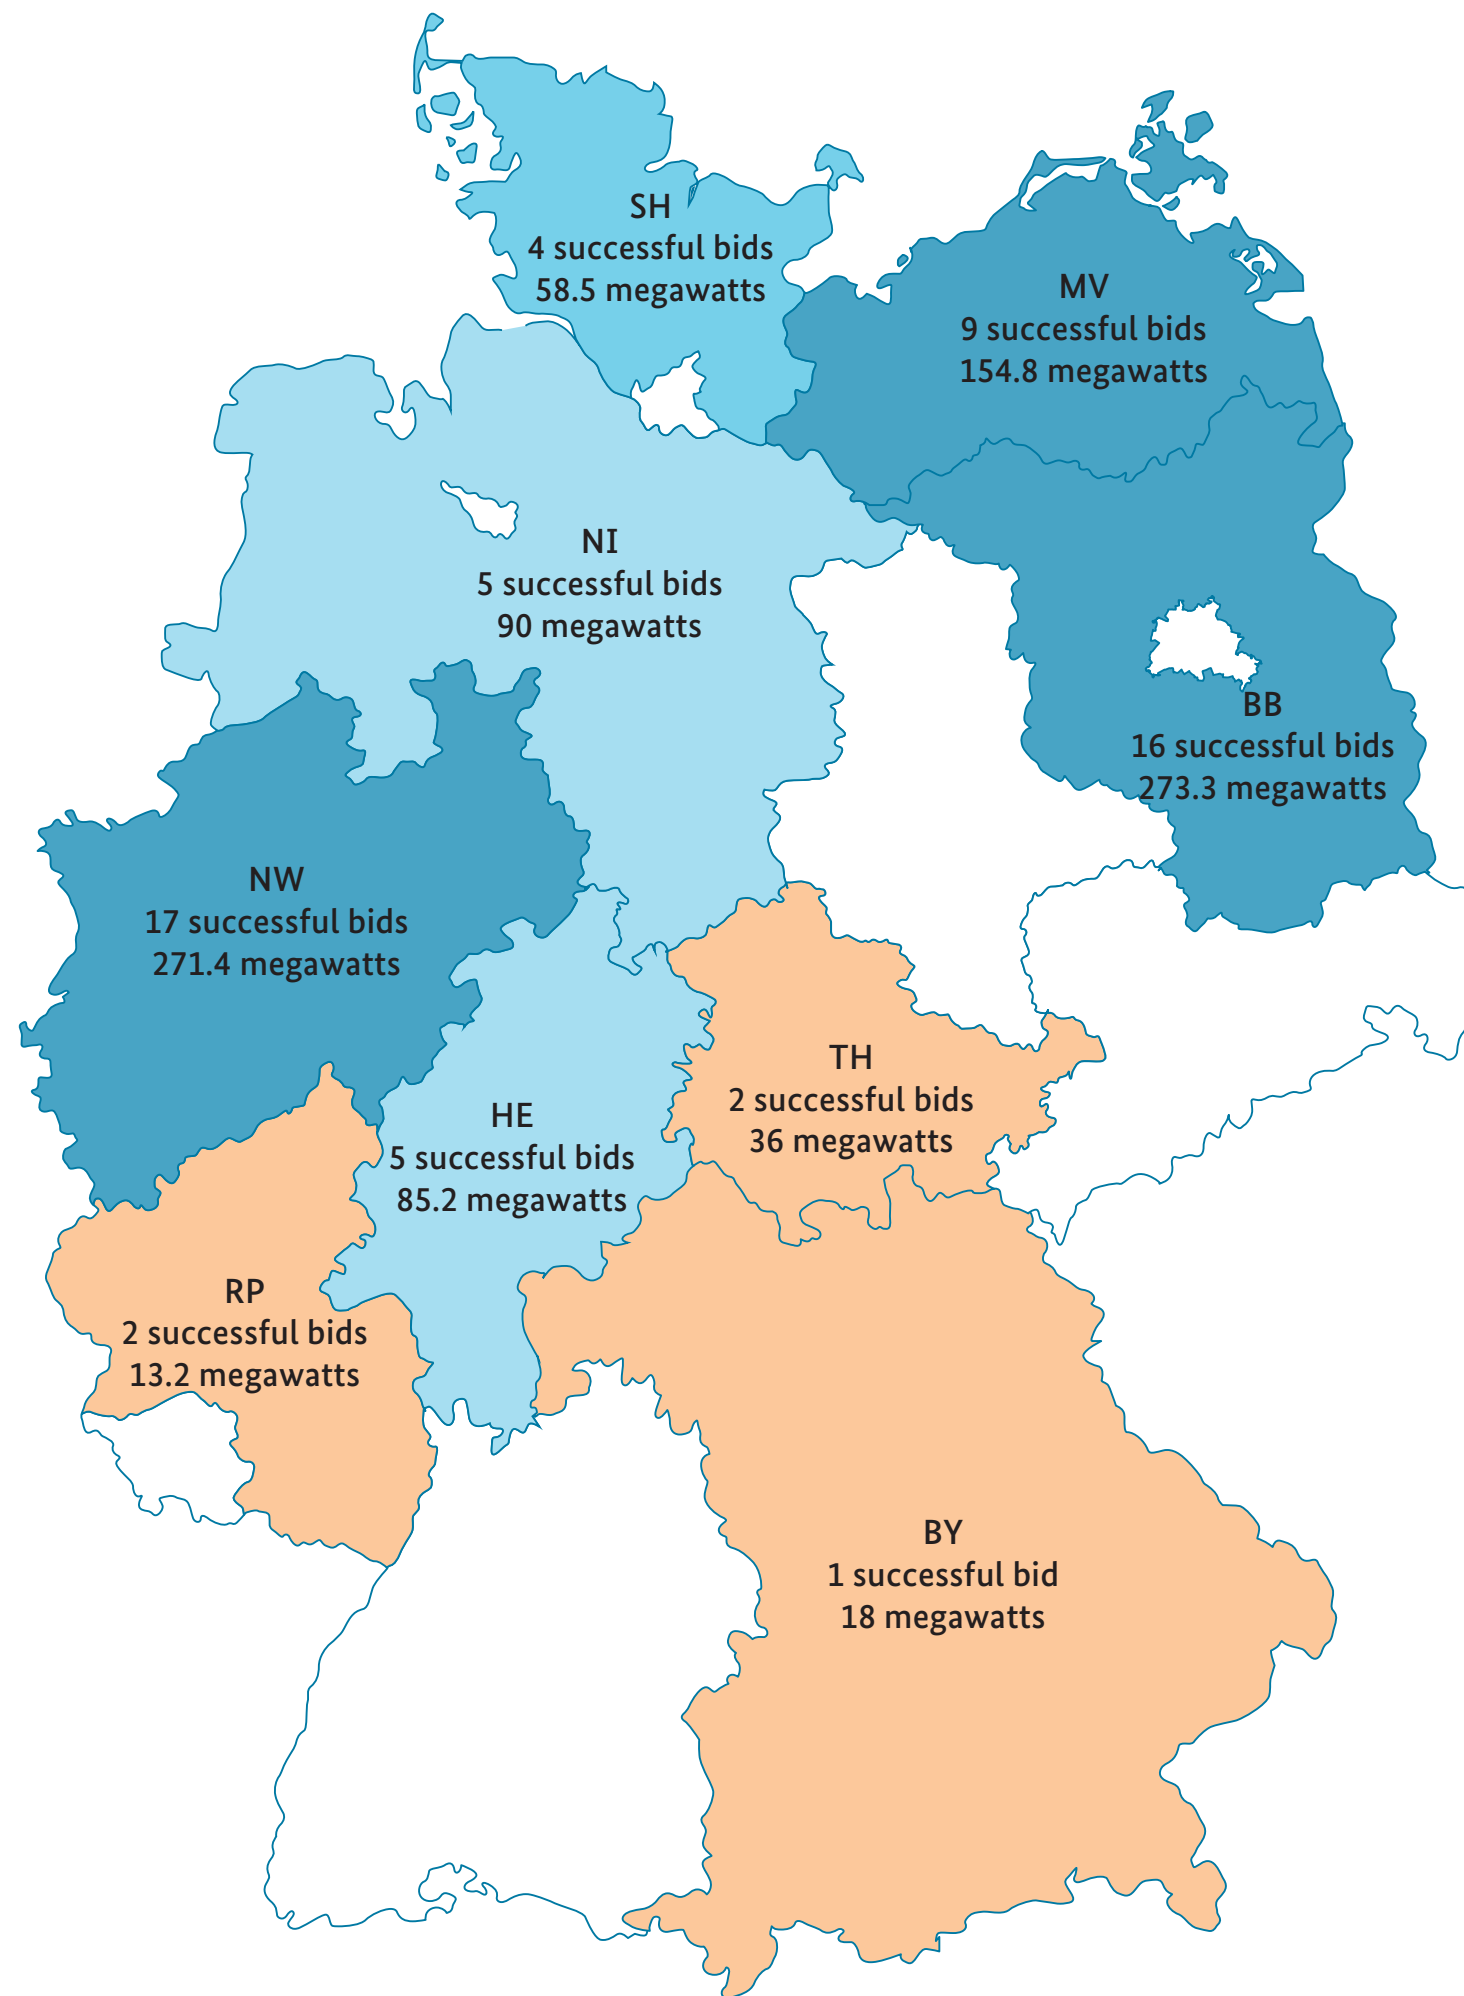 SH
4 successful bids
58.5 megawatts
MV
9 successful bids
154.8 megawatts
NI
5 successful bids
90 megawatts
BB
16 successful bids
273.3 megawatts
NW
17 successful bids
271.4 megawatts
TH
2 successful bids
36 megawatts
HE
5 successful bids
85.2 megawatts
RP
2 successful bids
13.2 megawatts
BY
1 successful bid
18 megawatts